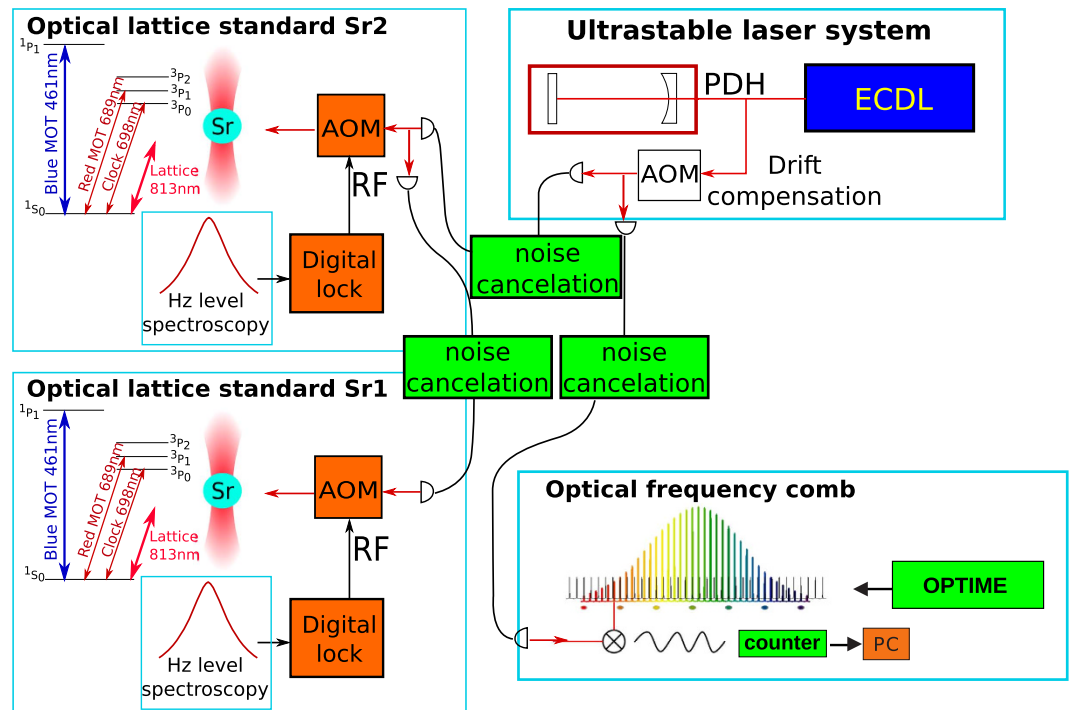 Optical lattice standard Sr2
¹P₁
Blue MOT 461nm
Red MOT 689nm
Clock 698nm
³P₂
³P₁
³P₀
Lattice
813nm
¹S₀
Sr
AOM
RF
Digital
lock
Hz level
spectroscopy
Ultrastable laser system
PDH
ECDL
AOM
Drift
compensation
noise
cancelation
noise
cancelation
noise
cancelation
Optical lattice standard Sr1
¹P₁
Blue MOT 461nm
Red MOT 689nm
Clock 698nm
³P₂
³P₁
³P₀
Lattice
813nm
¹S₀
Sr
AOM
RF
Digital
lock
Hz level
spectroscopy
Optical frequency comb
OPTIME
counter
PC